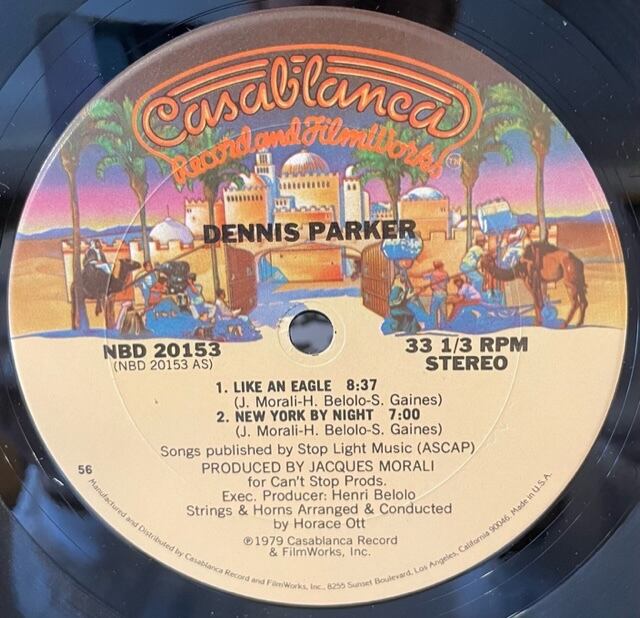 Casablanca
Record and FilmWorks TM
DENNIS PARKER
NBD 20153
(NBD 20153 AS)
33 1/3 RPM
STEREO
1. LIKE AN EAGLE 8:37
(J. Morali-H. Belolo-S. Gaines)
2. NEW YORK BY NIGHT 7:00
(J. Morali-H. Belolo-S. Gaines)
Songs published by Stop Light Music (ASCAP)
56
PRODUCED BY JACQUES MORALI
for Can't Stop Prods.
Exec. Producer: Henri Belolo
Strings & Horns Arranged & Conducted
by Horace Ott
℗1979 Casablanca Record
& FilmWorks, Inc.
Manufactured and Distributed by Casablanca Record and FilmWorks, Inc., 8255 Sunset Boulevard, Los Angeles, California 90046. Made in U.S.A.